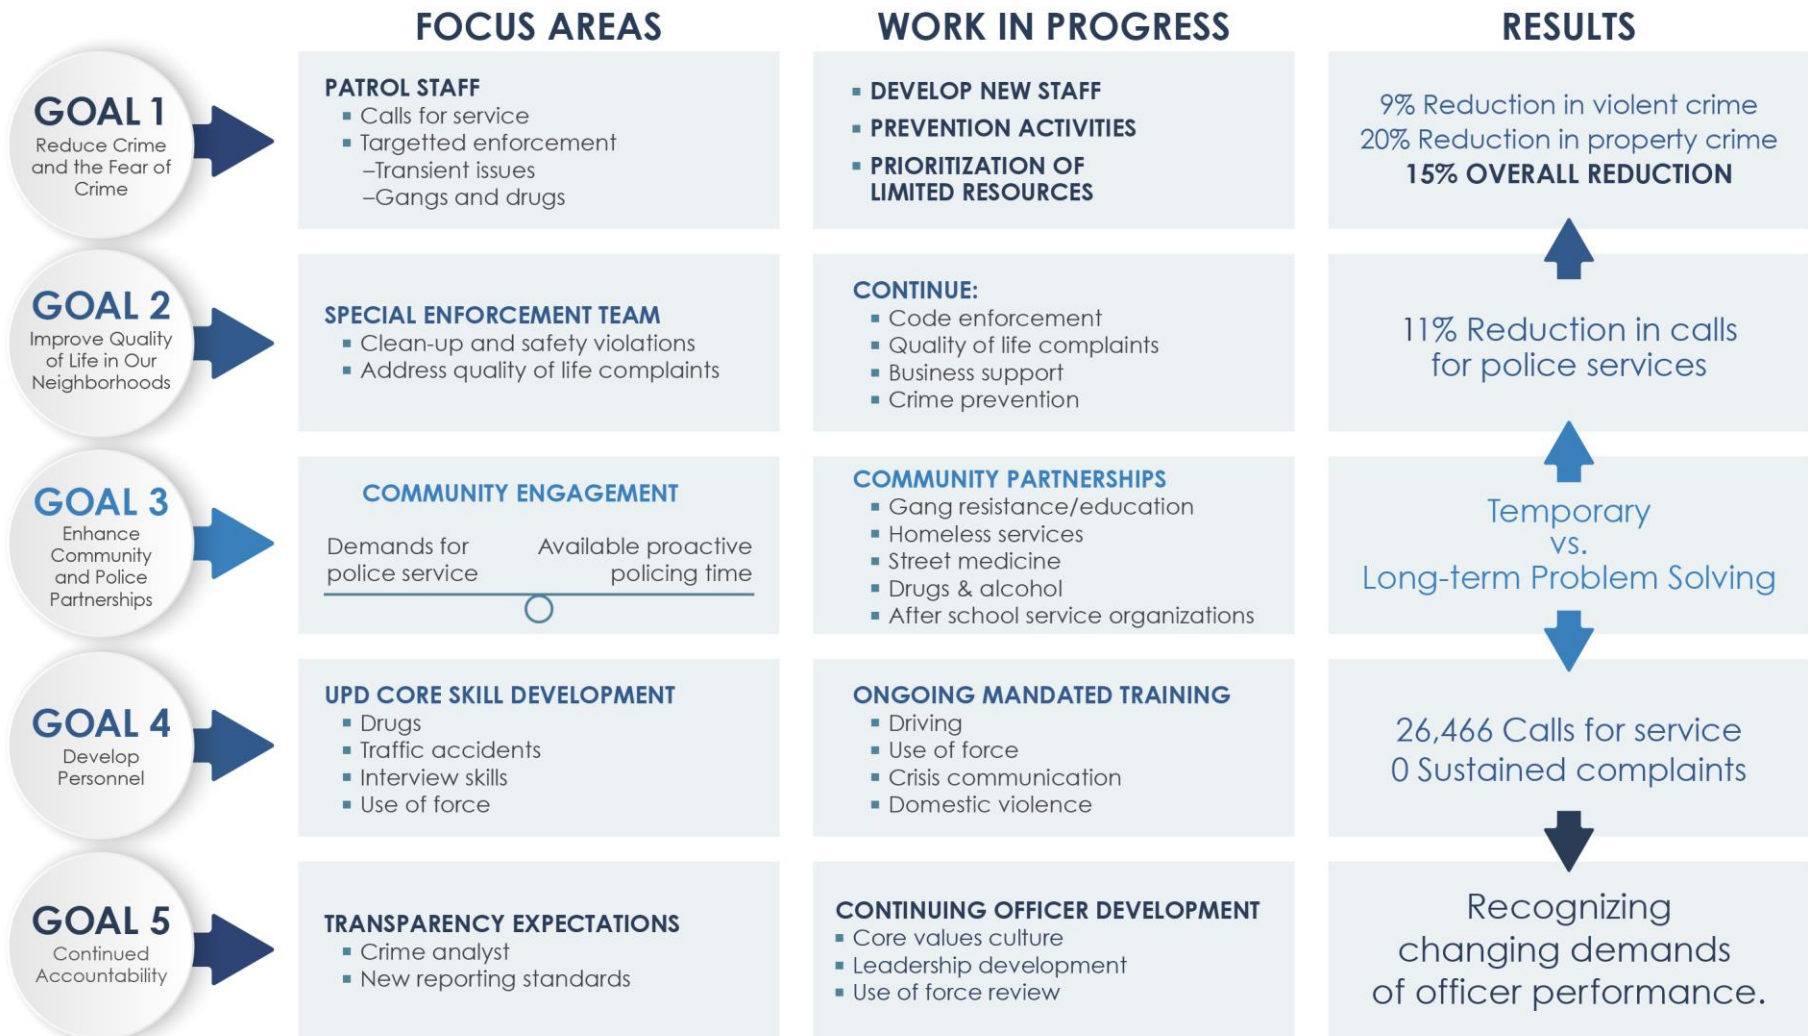 FOCUS AREAS
WORK IN PROGRESS
RESULTS
GOAL 1
Reduce Crime
and the Fear of
Crime
PATROL STAFF
▪ Calls for service
▪ Targetted enforcement
–Transient issues
–Gangs and drugs
▪ DEVELOP NEW STAFF
▪ PREVENTION ACTIVITIES
▪ PRIORITIZATION OF
LIMITED RESOURCES
9% Reduction in violent crime
20% Reduction in property crime
15% OVERALL REDUCTION
GOAL 2
Improve Quality
of Life in Our
Neighborhoods
SPECIAL ENFORCEMENT TEAM
▪ Clean-up and safety violations
▪ Address quality of life complaints
CONTINUE:
▪ Code enforcement
▪ Quality of life complaints
▪ Business support
▪ Crime prevention
11% Reduction in calls
for police services
GOAL 3
Enhance
Community
and Police
Partnerships
COMMUNITY ENGAGEMENT
Demands for
police service
Available proactive
policing time
COMMUNITY PARTNERSHIPS
▪ Gang resistance/education
▪ Homeless services
▪ Street medicine
▪ Drugs & alcohol
▪ After school service organizations
Temporary
vs.
Long-term Problem Solving
GOAL 4
Develop
Personnel
UPD CORE SKILL DEVELOPMENT
▪ Drugs
▪ Traffic accidents
▪ Interview skills
▪ Use of force
ONGOING MANDATED TRAINING
▪ Driving
▪ Use of force
▪ Crisis communication
▪ Domestic violence
26,466 Calls for service
0 Sustained complaints
GOAL 5
Continued
Accountability
TRANSPARENCY EXPECTATIONS
▪ Crime analyst
▪ New reporting standards
CONTINUING OFFICER DEVELOPMENT
▪ Core values culture
▪ Leadership development
▪ Use of force review
Recognizing
changing demands
of officer performance.